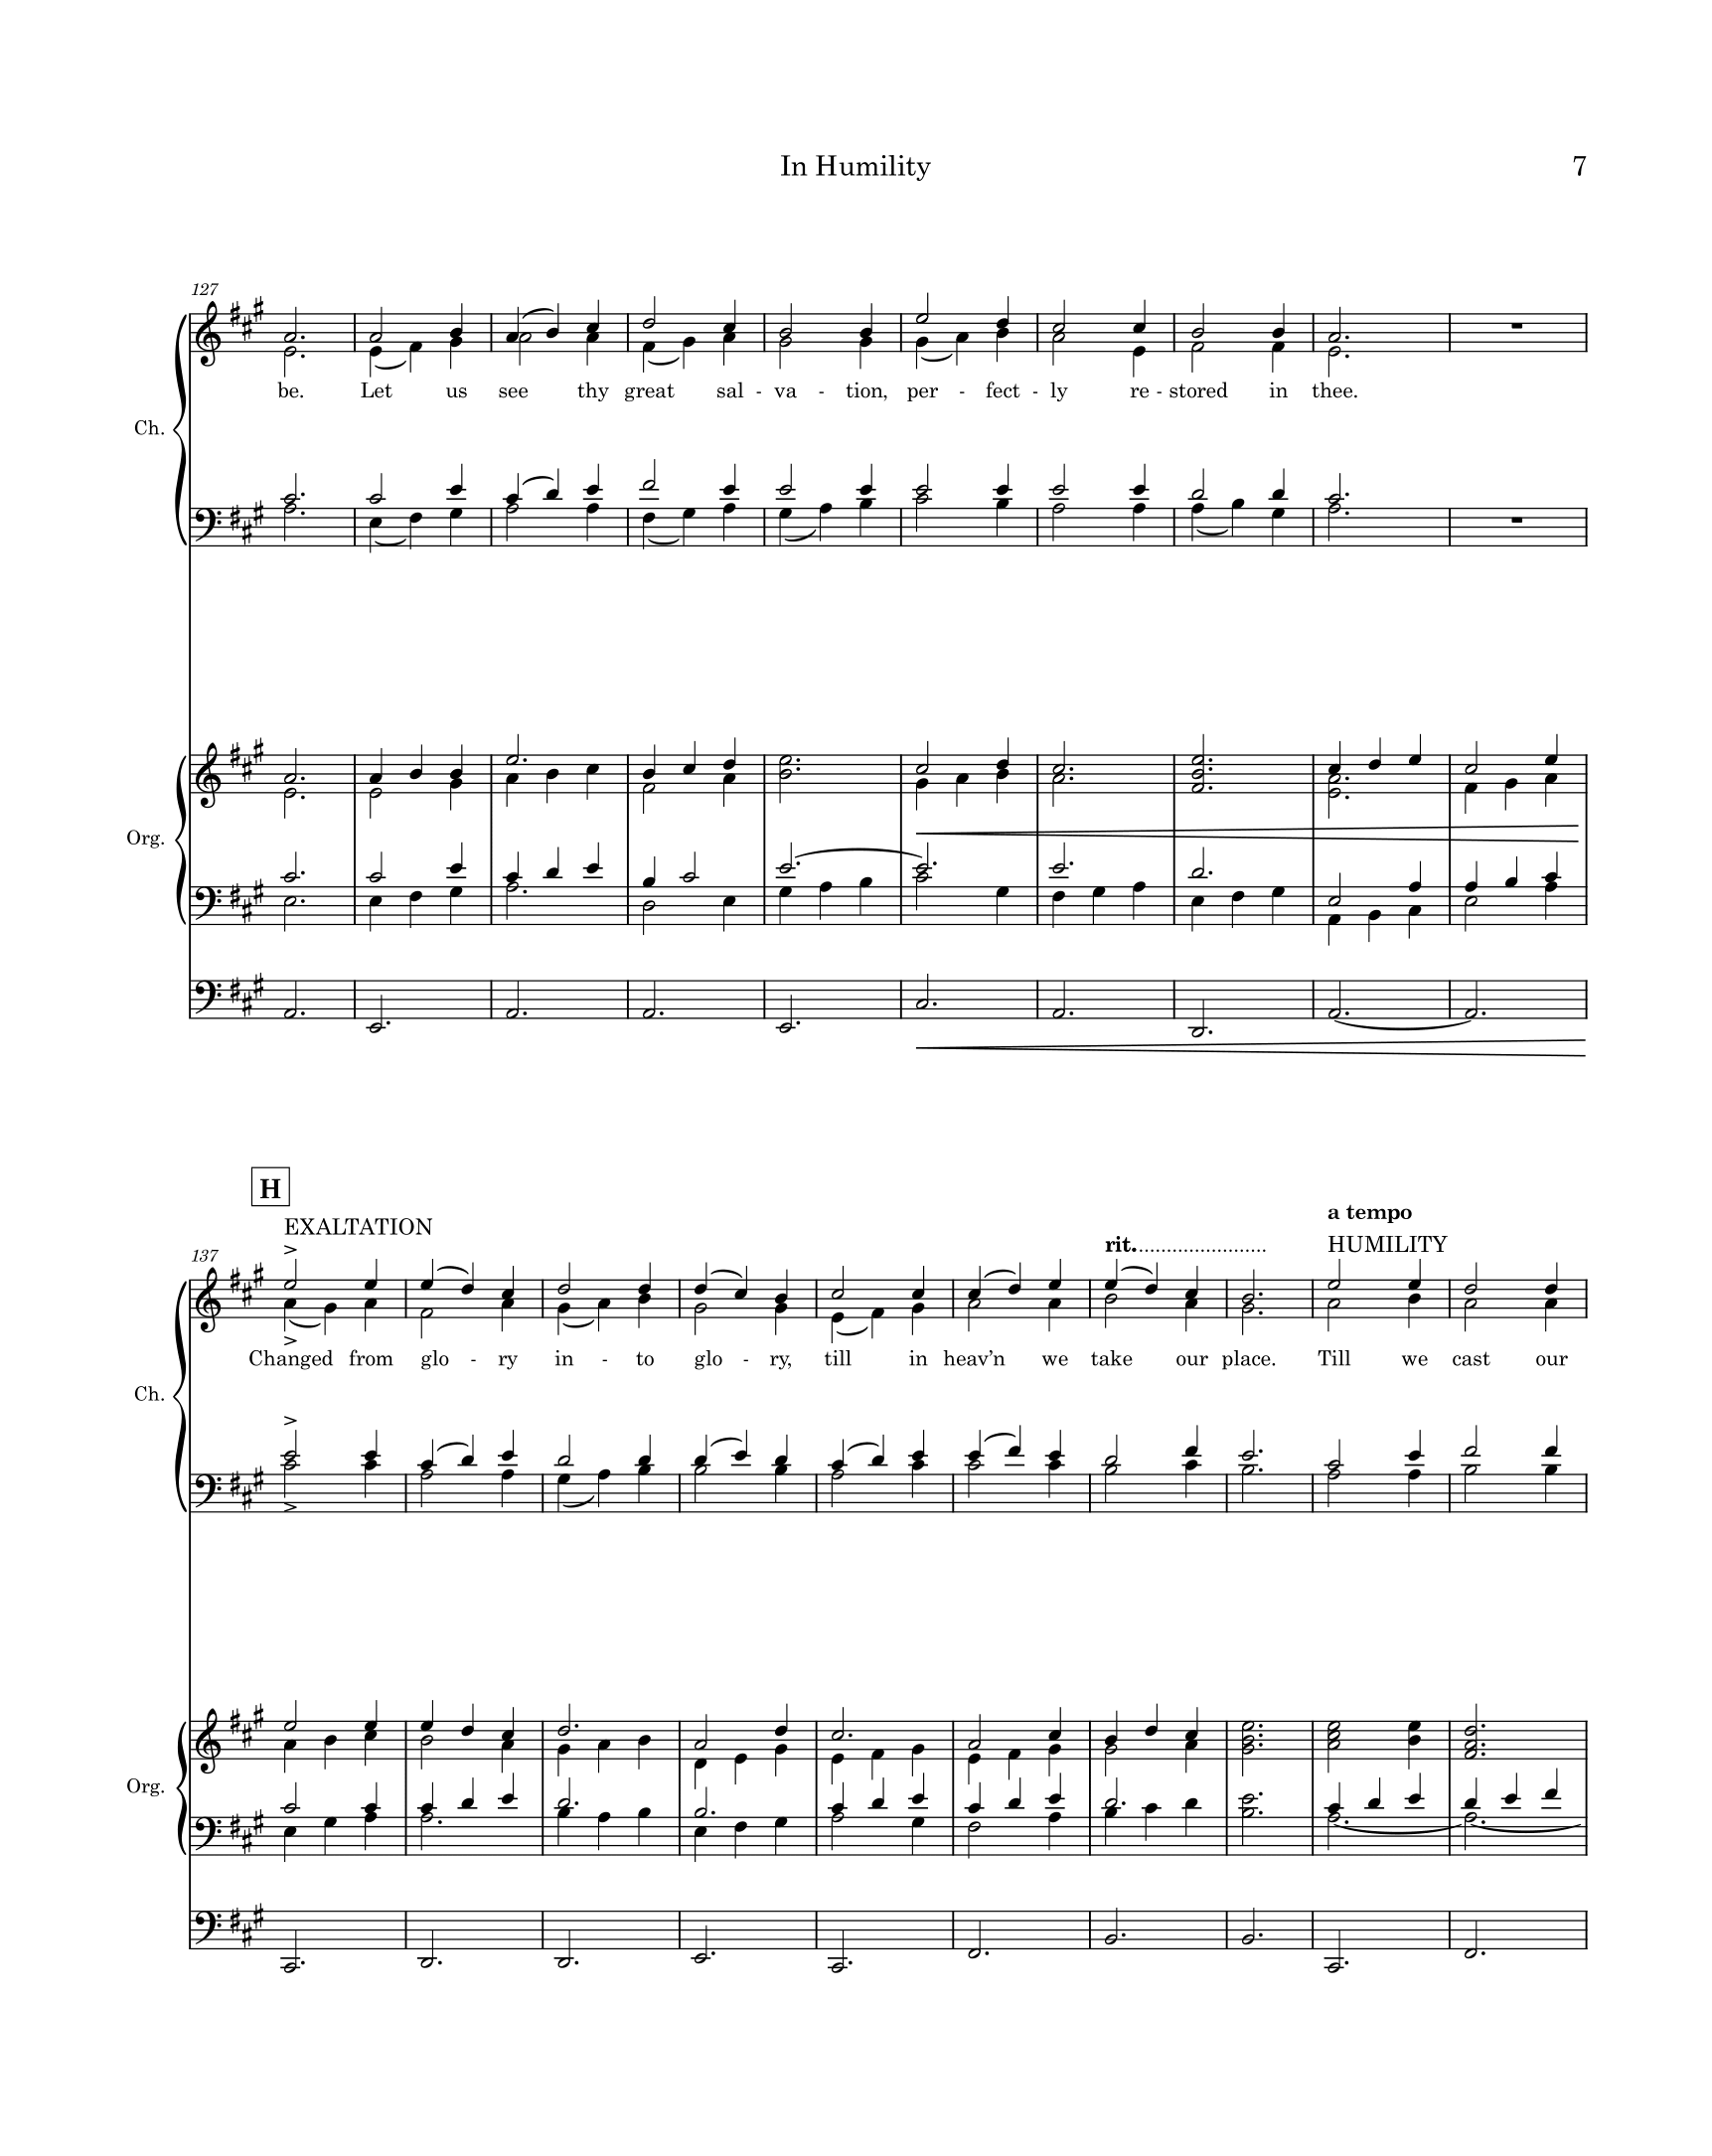 In Humility 7
127
be. Let us see thy great sal - va - tion, per - fect - ly re - stored in thee.
Ch.
Org.
H
EXALTATION
a tempo
137
rit.
HUMILITY
Changed from glo - ry in - to glo - ry, till in heav’n we take our place. Till we cast our
Ch.
Org.